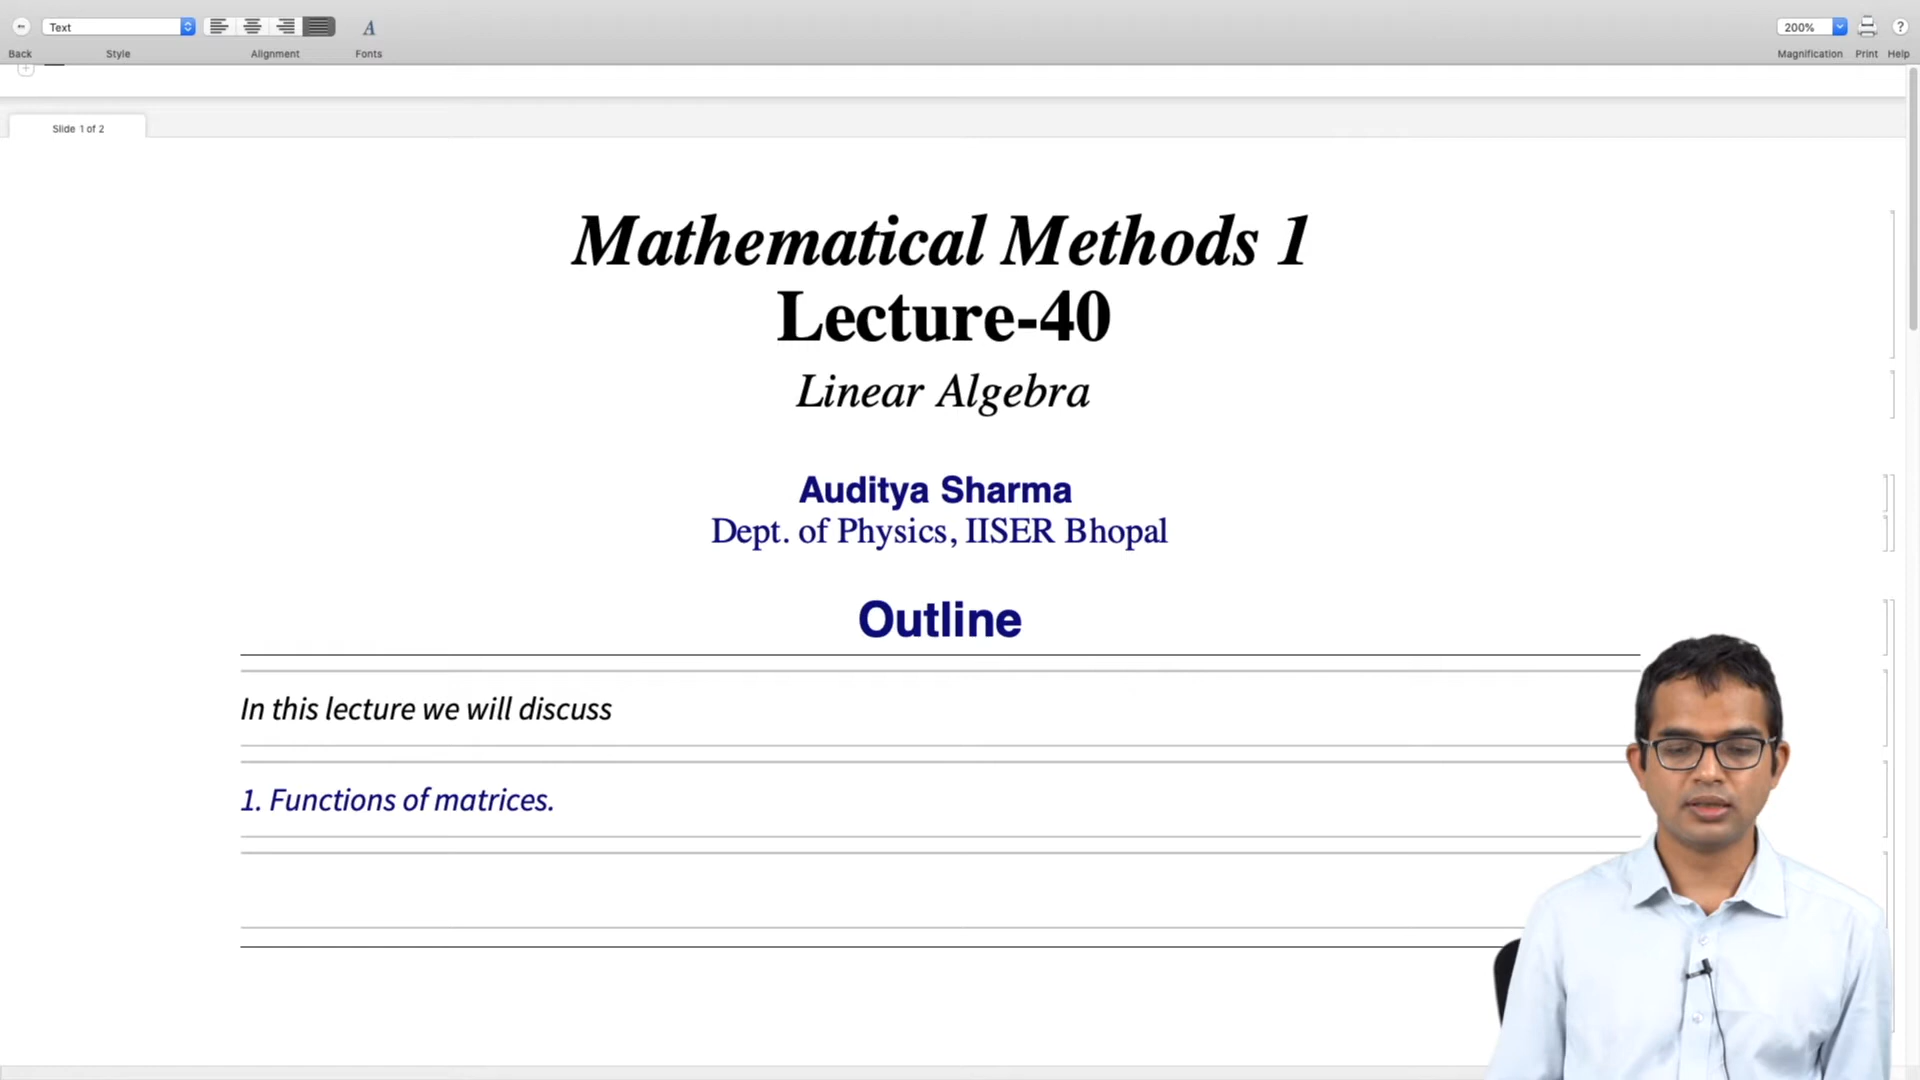 Text
200%
Back
Style
Alignment
Fonts
Magnification
Print
Help
Slide 1 of 2
Mathematical Methods 1
Lecture-40
Linear Algebra
Auditya Sharma
Dept. of Physics, IISER Bhopal
Outline
In this lecture we will discuss
1. Functions of matrices.